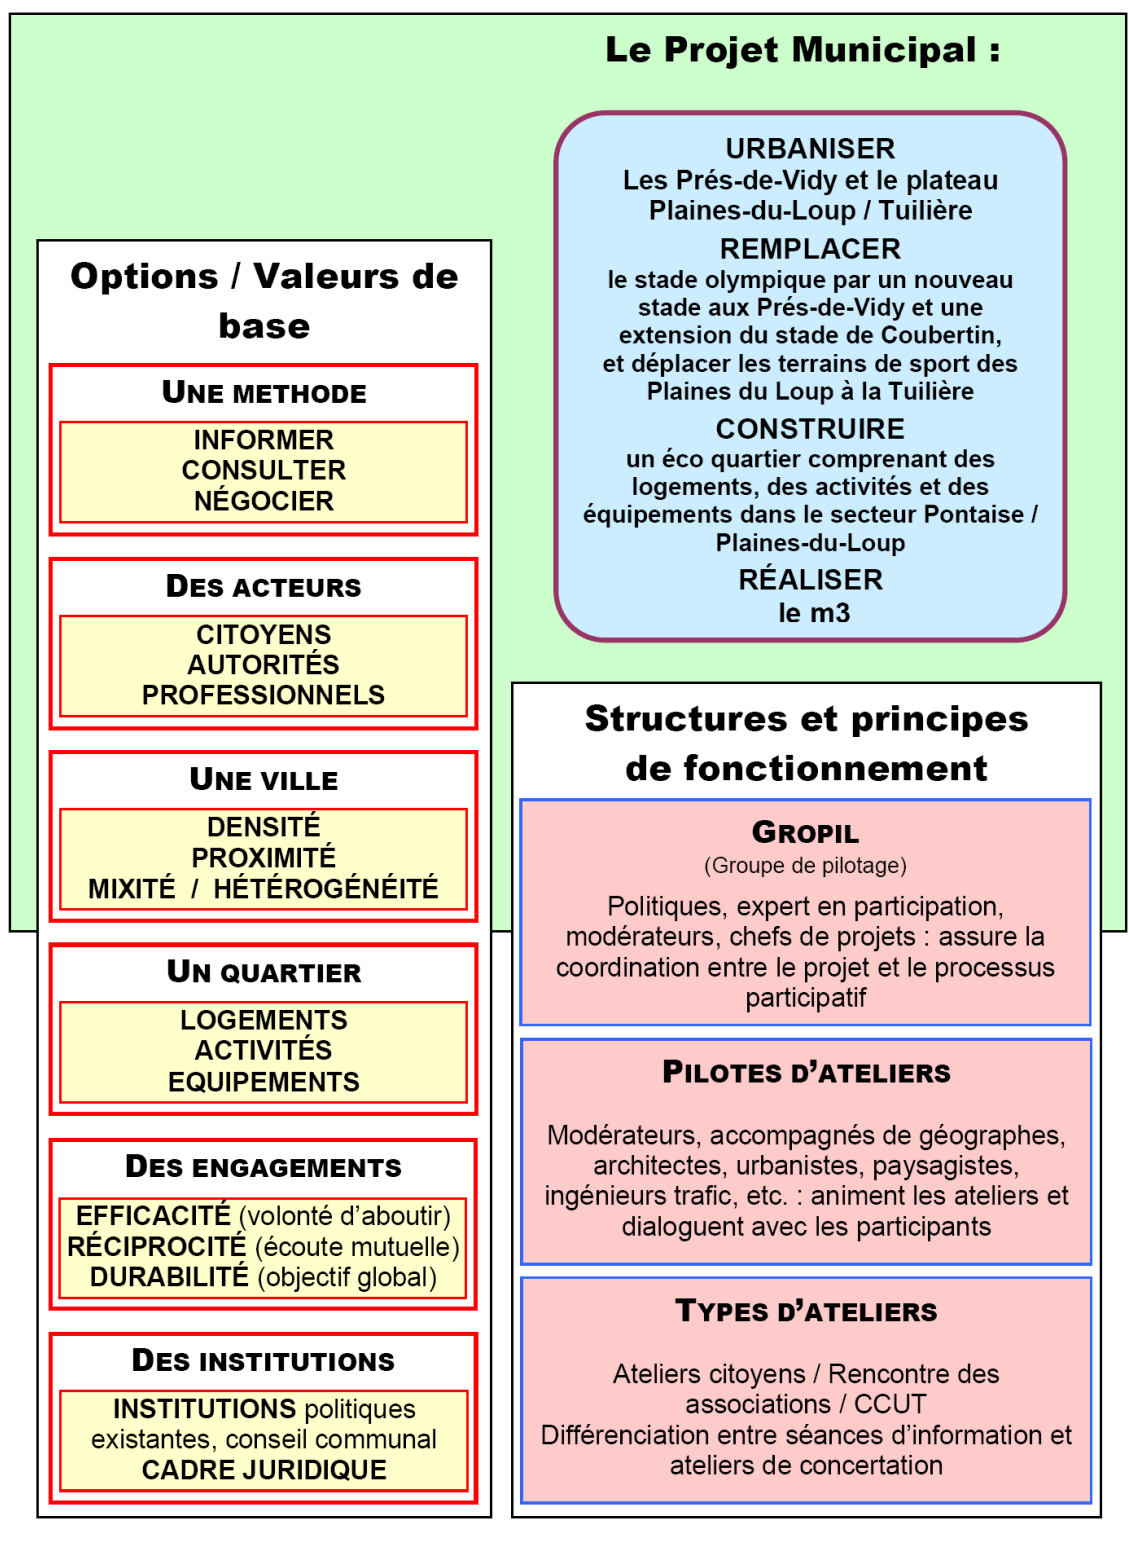 Le Projet Municipal :
URBANISER
Les Prés-de-Vidy et le plateau
Plaines-du-Loup / Tuilière
REMPLACER
le stade olympique par un nouveau
stade aux Prés-de-Vidy et une
extension du stade de Coubertin,
et déplacer les terrains de sport des
Plaines du Loup à la Tuilière
CONSTRUIRE
un éco quartier comprenant des
logements, des activités et des
équipements dans le secteur Pontaise /
Plaines-du-Loup
RÉALISER
le m3
Options / Valeurs de
base
UNE METHODE
INFORMER
CONSULTER
NÉGOCIER
DES ACTEURS
CITOYENS
AUTORITÉS
PROFESSIONNELS
UNE VILLE
DENSITÉ
PROXIMITÉ
MIXITÉ / HÉTÉROGÉNÉITÉ
UN QUARTIER
LOGEMENTS
ACTIVITÉS
EQUIPEMENTS
DES ENGAGEMENTS
EFFICACITÉ (volonté d’aboutir)
RÉCIPROCITÉ (écoute mutuelle)
DURABILITÉ (objectif global)
DES INSTITUTIONS
INSTITUTIONS politiques
existantes, conseil communal
CADRE JURIDIQUE
Structures et principes
de fonctionnement
GROPIL
(Groupe de pilotage)
Politiques, expert en participation,
modérateurs, chefs de projets : assure la
coordination entre le projet et le processus
participatif
PILOTES D’ATELIERS
Modérateurs, accompagnés de géographes,
architectes, urbanistes, paysagistes,
ingénieurs trafic, etc. : animent les ateliers et
dialoguent avec les participants
TYPES D’ATELIERS
Ateliers citoyens / Rencontre des
associations / CCUT
Différenciation entre séances d’information et
ateliers de concertation